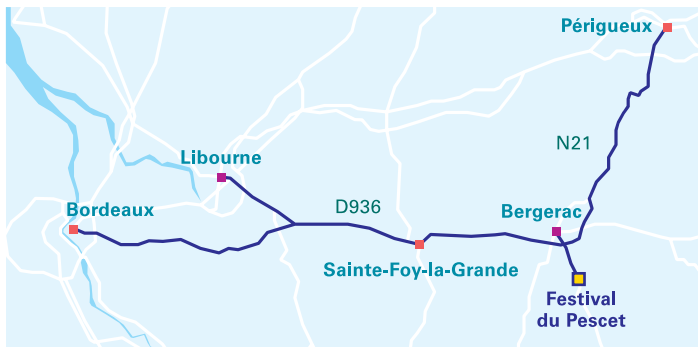 Périgueux
N21
Libourne
D936
Bordeaux
Bergerac
Sainte-Foy-la-Grande
Festival
du Pescet